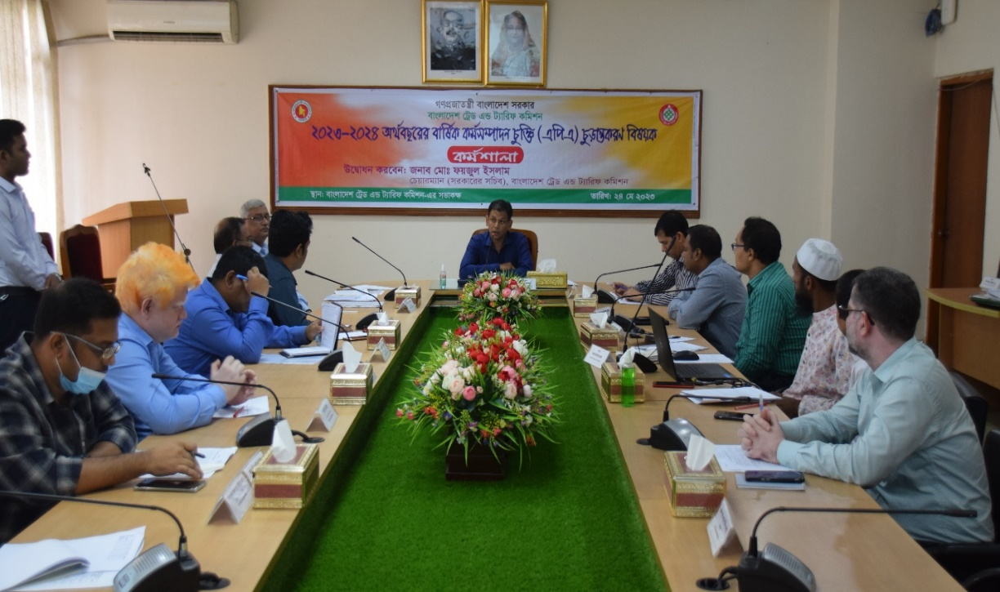 গণপ্রজাতন্ত্রী বাংলাদেশ সরকার
বাংলাদেশ ট্রেড এন্ড ট্যারিফ কমিশন
২০২৩-২০২৪ অর্থবছরের বার্ষিক কর্মসম্পাদন চুক্তি (এপিএ) চুড়ান্তকরণ বিষয়ক
কর্মশালা
উদ্বোধন করবেন: জনাব মোঃ ফয়জুল ইসলাম
চেয়ারম্যান (সরকারের সচিব), বাংলাদেশ ট্রেড এন্ড ট্যারিফ কমিশন
স্থান: বাংলাদেশ ট্রেড এন্ড ট্যারিফ কমিশন-এর সভাকক্ষ তারিখ: ২৪ মে ২০২৩